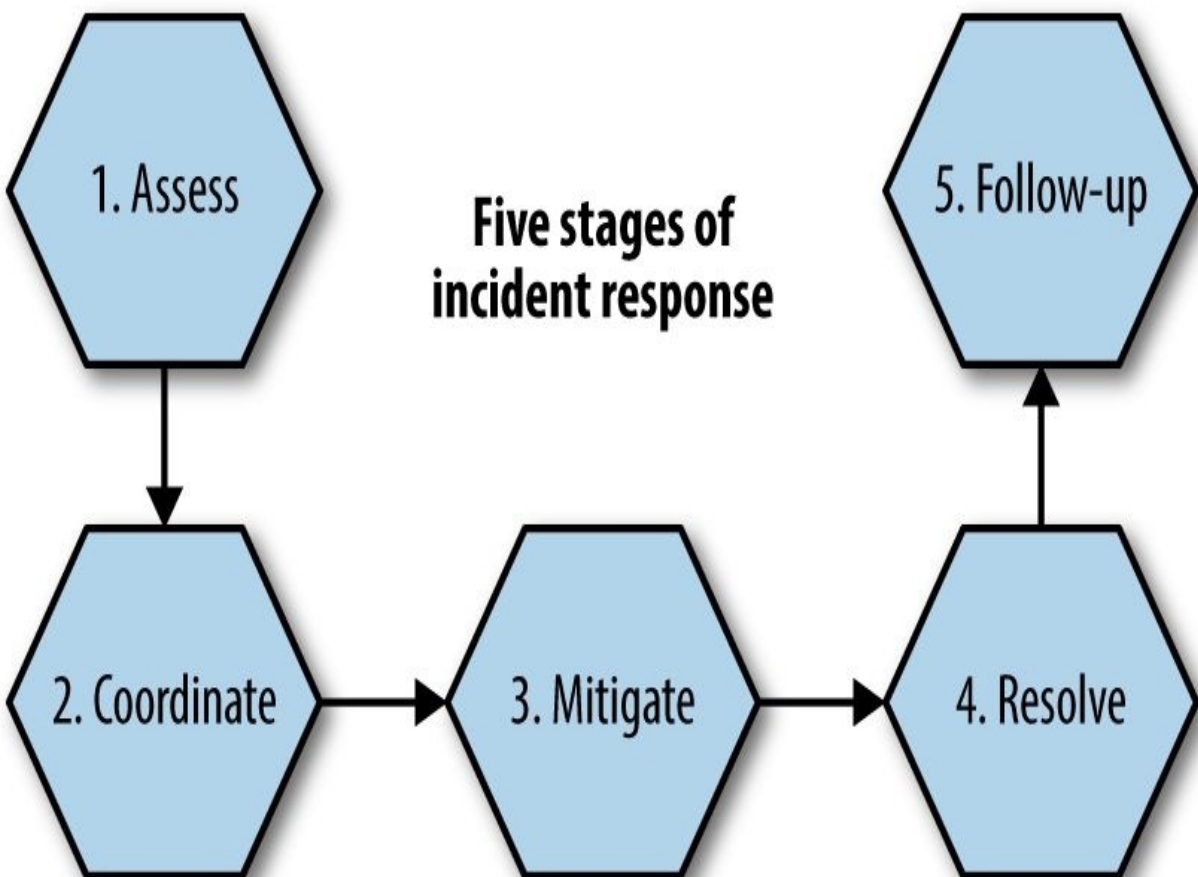 1. Assess
Five stages of
incident response
5. Follow-up
2. Coordinate
3. Mitigate
4. Resolve